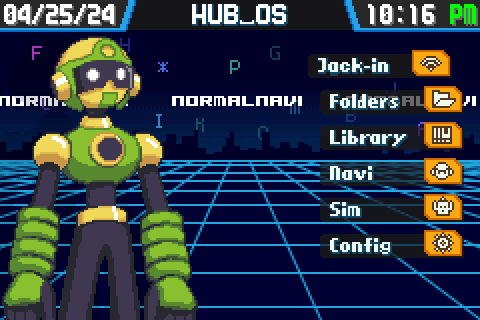 04/25/24 HUB_OS 10:16 PM
Jack-in
Folders
NORMALNAVI
Library
Navi
Sim
Config